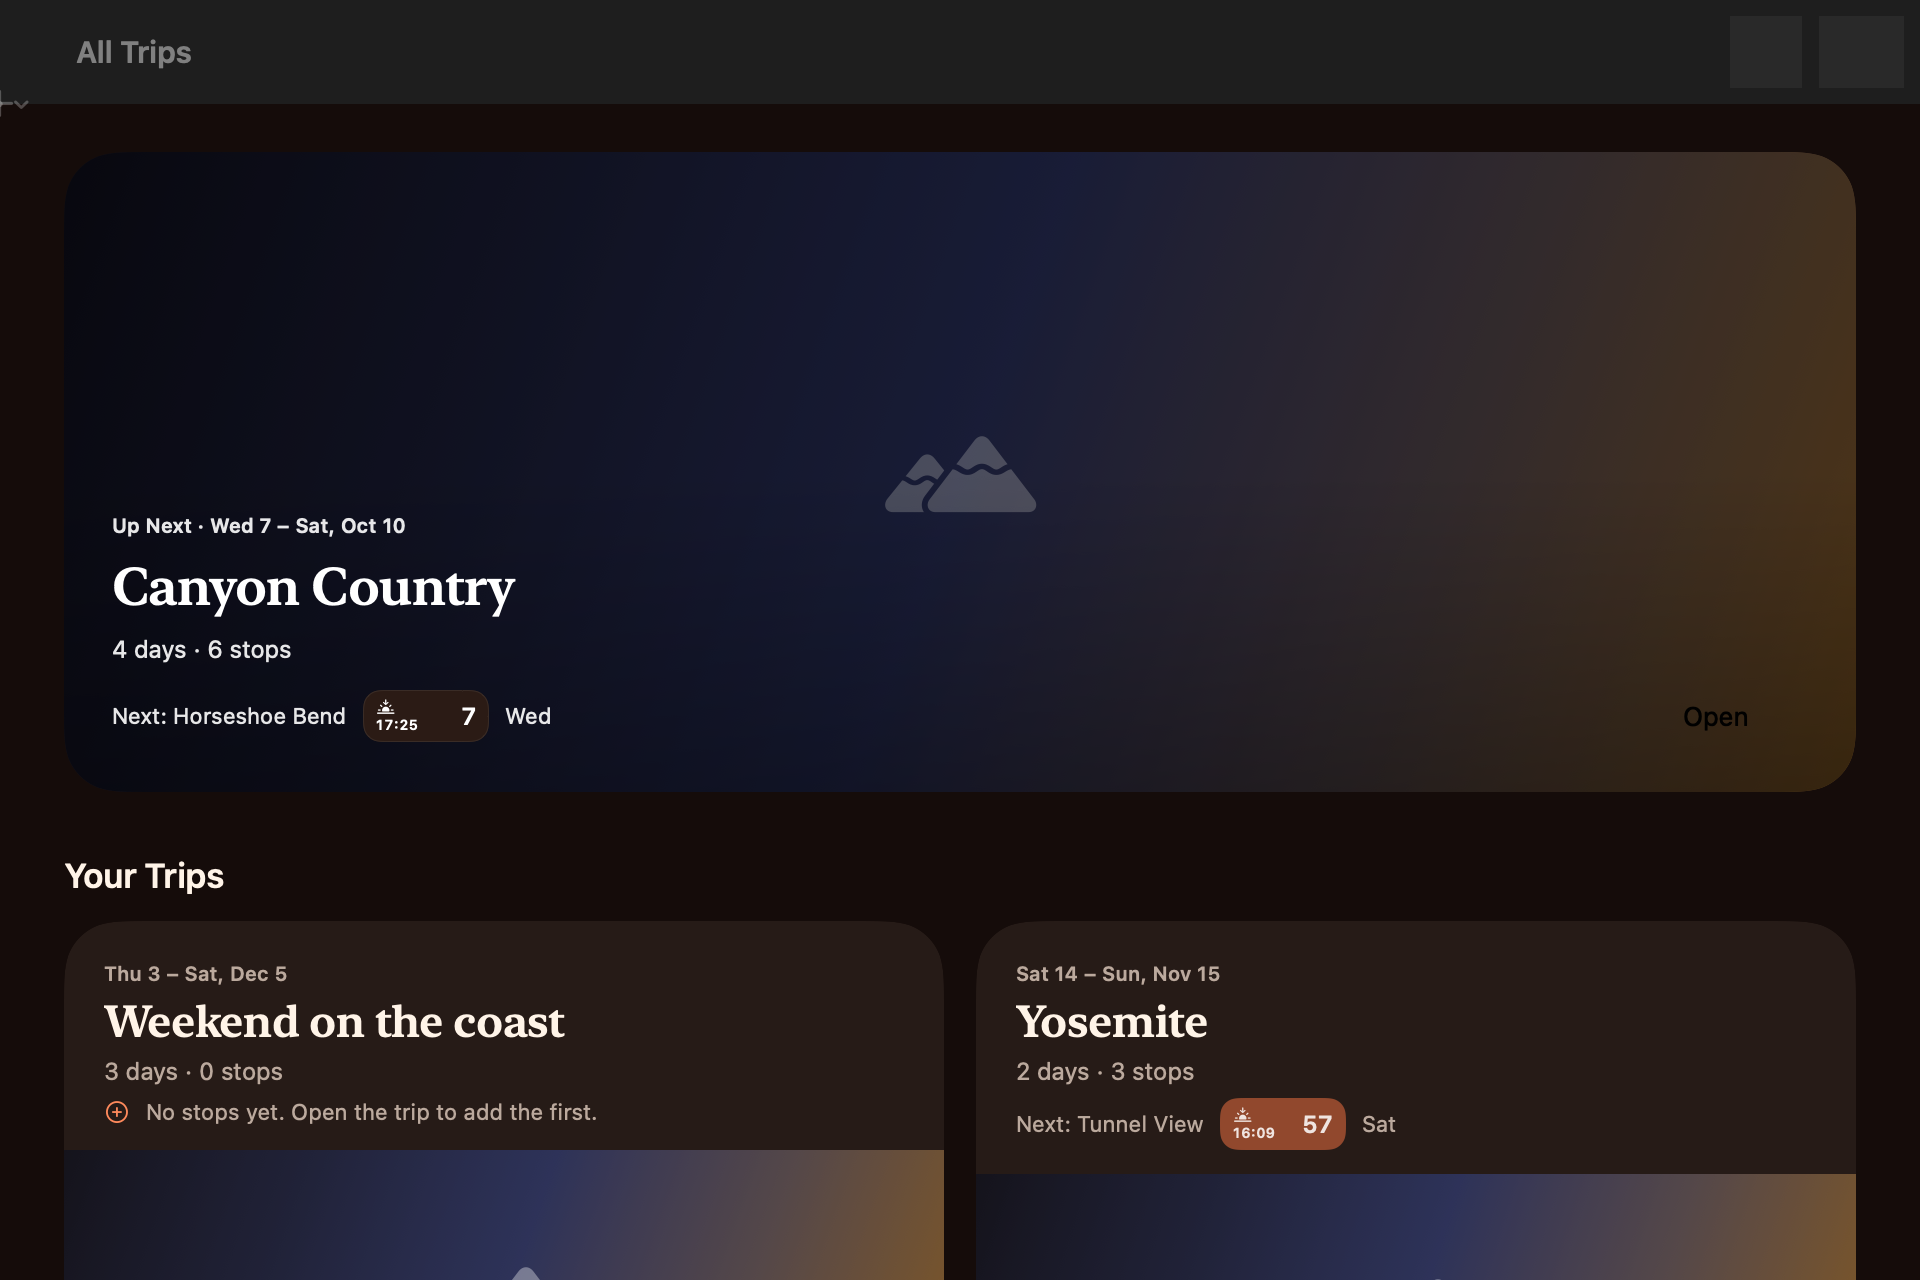 All Trips
Up Next · Wed 7 – Sat, Oct 10
Canyon Country
4 days · 6 stops
Next: Horseshoe Bend 17:25 7 Wed
Open
Your Trips
Thu 3 – Sat, Dec 5
Weekend on the coast
3 days · 0 stops
No stops yet. Open the trip to add the first.
Sat 14 – Sun, Nov 15
Yosemite
2 days · 3 stops
Next: Tunnel View 16:09 57 Sat